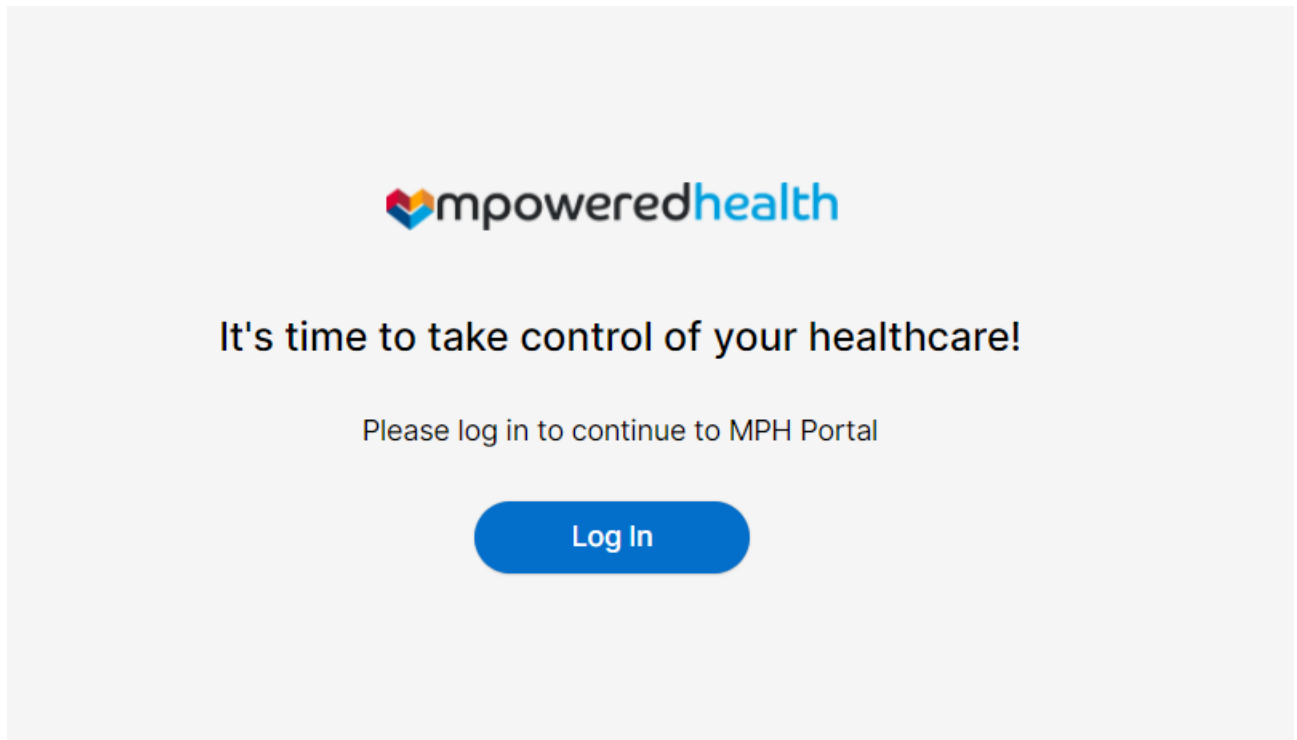 mpoweredhealth
It's time to take control of your healthcare!
Please log in to continue to MPH Portal
Log In